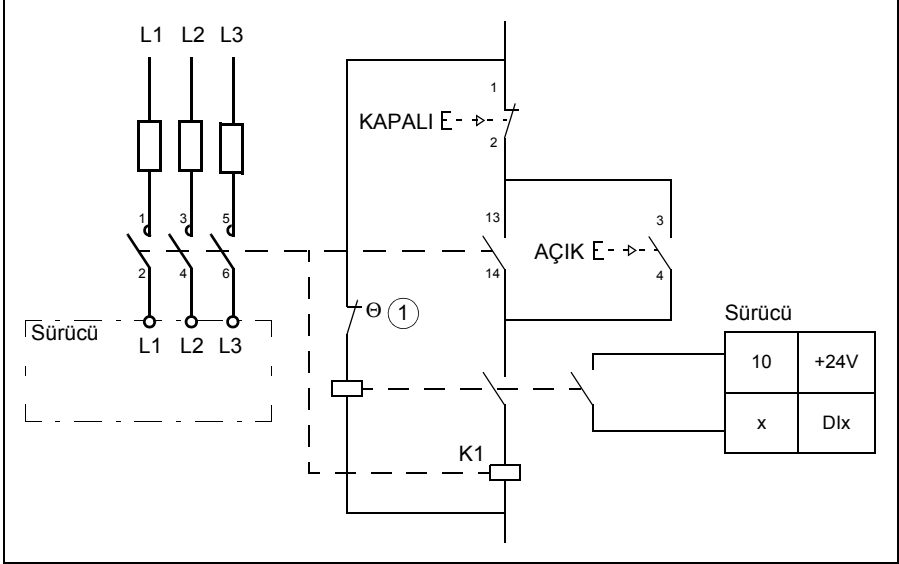 L1 L2 L3
1
KAPALI
2
1 3 5
13
3
AÇIK
2 4 6
14
4
Θ 1
Sürücü
Sürücü
L1 L2 L3
10 +24V
x DIx
K1